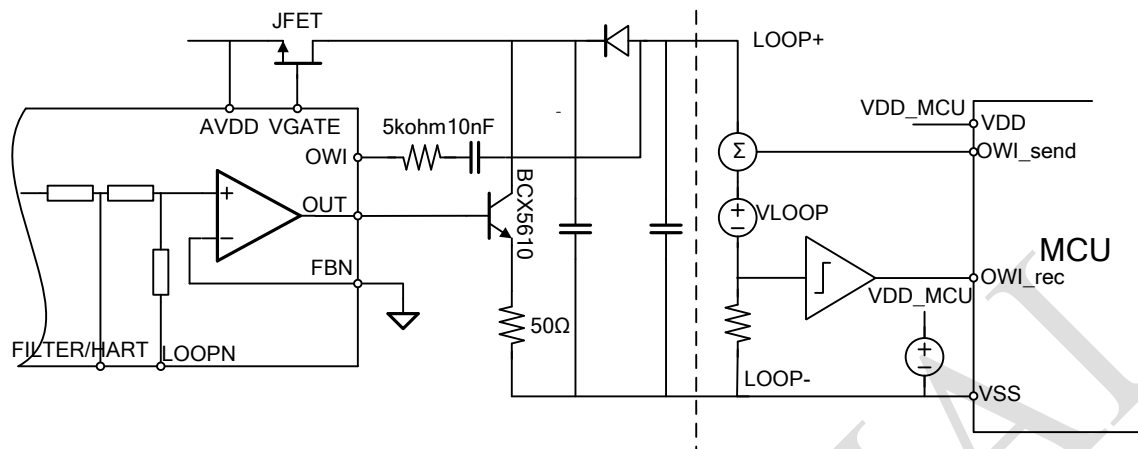 JFET
LOOP+
AVDD
VGATE
5kohm10nF
VDD_MCU
VDD
OWI
Σ
OWI_send
BCX5610
+
−
OUT
+
−
VLOOP
MCU
FBN
OWI_rec
VDD_MCU
50Ω
+
−
FILTER/HART
LOOPN
LOOP-
VSS